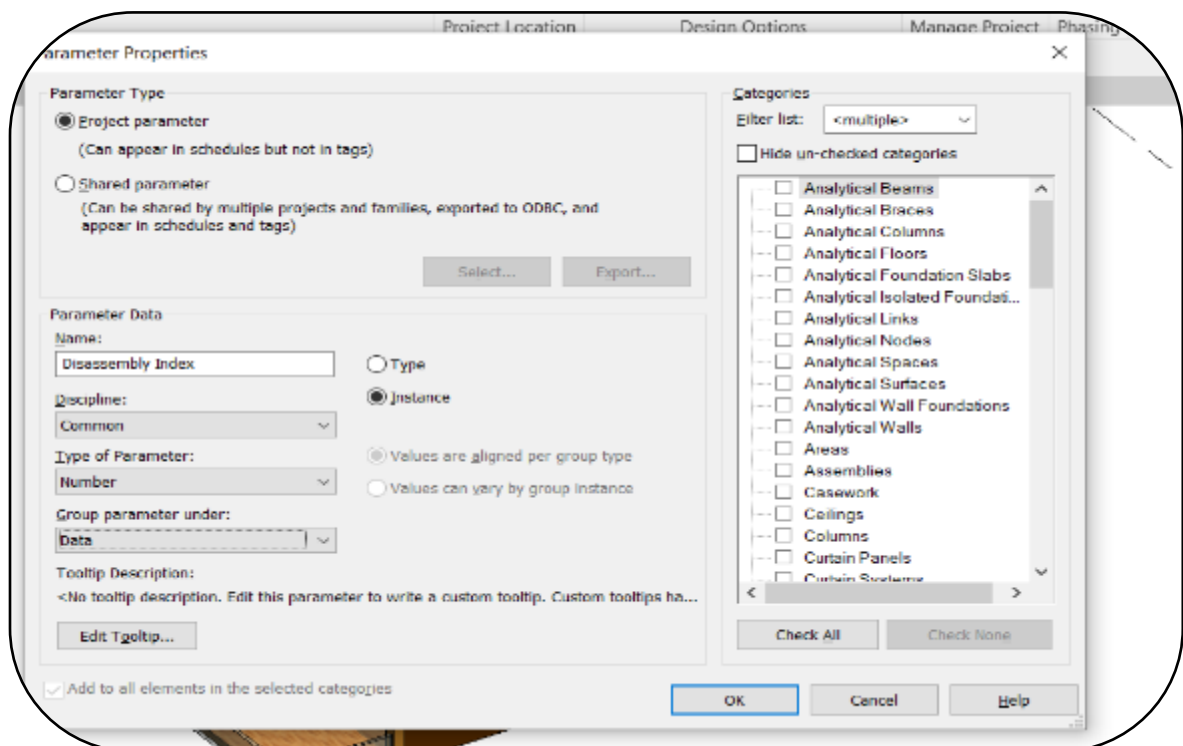 Project Location
Design Options
Manage Project
Phasing
arameter Properties
Parameter Type
Project parameter
(Can appear in schedules but not in tags)
Shared parameter
(Can be shared by multiple projects and families, exported to ODBC, and
appear in schedules and tags)
Select...
Export...
Parameter Data
Name:
Disassembly Index
Type
Discipline:
Instance
Common
Type of Parameter:
Values are aligned per group type
Number
Values can vary by group instance
Group parameter under:
Data
Tooltip Description:
<No tooltip description. Edit this parameter to write a custom tooltip. Custom tooltips ha...
Edit Tooltip...
Add to all elements in the selected categories
Categories
Filter list:
<multiple>
Hide un-checked categories
Analytical Beams
Analytical Braces
Analytical Columns
Analytical Floors
Analytical Foundation Slabs
Analytical Isolated Foundati...
Analytical Links
Analytical Nodes
Analytical Spaces
Analytical Surfaces
Analytical Wall Foundations
Analytical Walls
Areas
Assemblies
Casework
Ceilings
Columns
Curtain Panels
Curtain Systems
Check All
Check None
OK
Cancel
Help